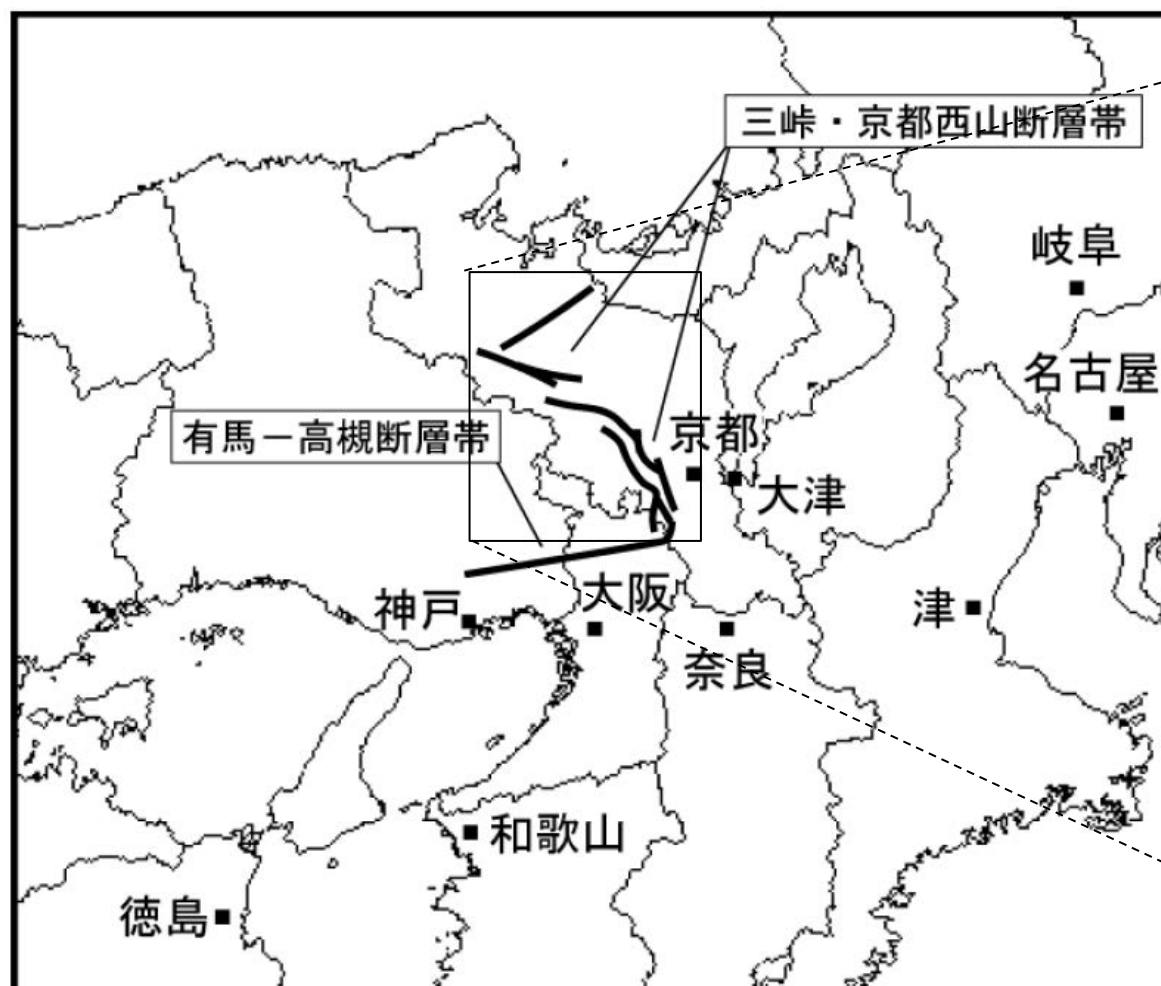 三峠・京都西山断層帯
岐阜
名古屋
京都
有馬－高槻断層帯
大津
神戸
大阪
津
奈良
和歌山
徳島